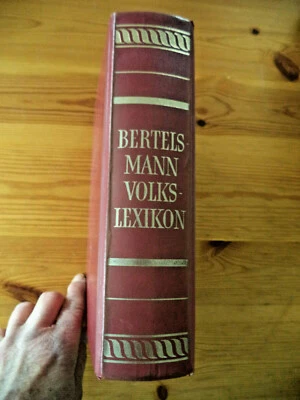 BERTELS-
MANN
VOLKS-
LEXIKON